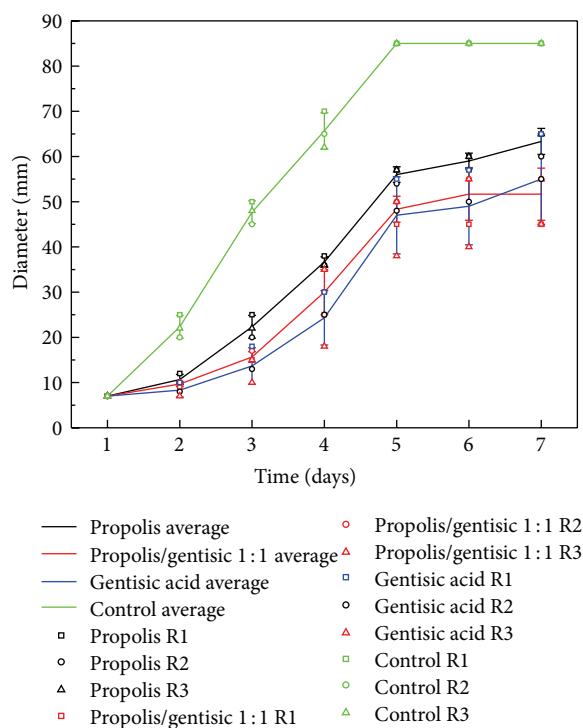 90
80
70
60
50
40
30
20
10
0
Diameter (mm)
1 2 3 4 5 6 7
Time (days)
Propolis average
Propolis/gentisic 1 : 1 average
Gentisic acid average
Control average
Propolis R1
Propolis R2
Propolis R3
Propolis/gentisic 1 : 1 R1
Propolis/gentisic 1 : 1 R2
Propolis/gentisic 1 : 1 R3
Gentisic acid R1
Gentisic acid R2
Gentisic acid R3
Control R1
Control R2
Control R3